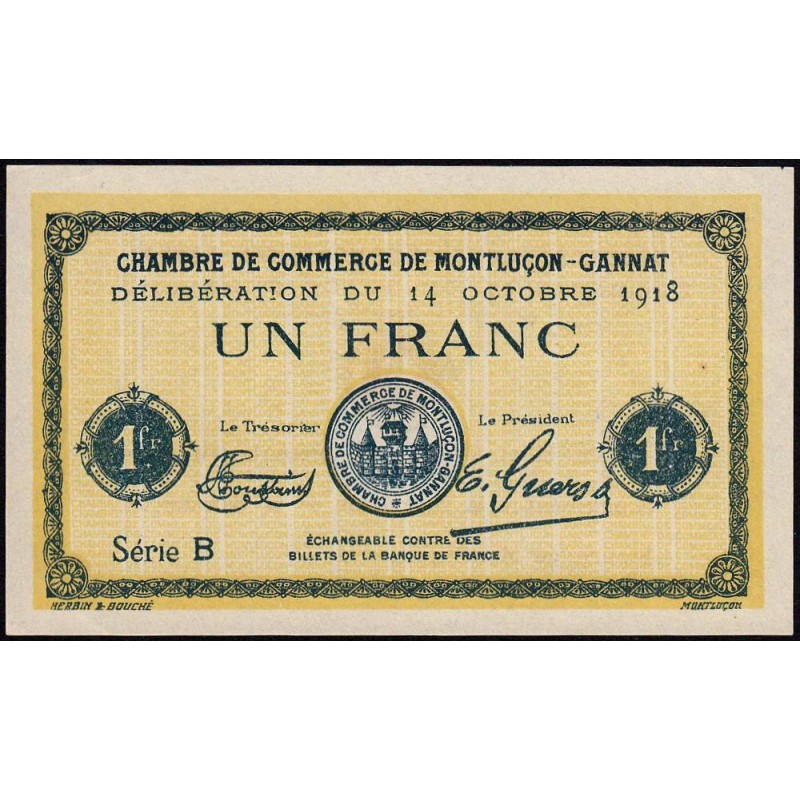 CHAMBRE DE COMMERCE DE MONTLUÇON-GANNAT
DÉLIBÉRATION DU 14 OCTOBRE 1918
UN FRANC
1fr
Le Trésorier
CHAMBRE DE COMMERCE DE MONTLUÇON-GANNAT
Le Président
1fr
E. Guers
Série B
ÉCHANGEABLE CONTRE DES
BILLETS DE LA BANQUE DE FRANCE
HERBIN & BOUCHÉ
MONTLUÇON